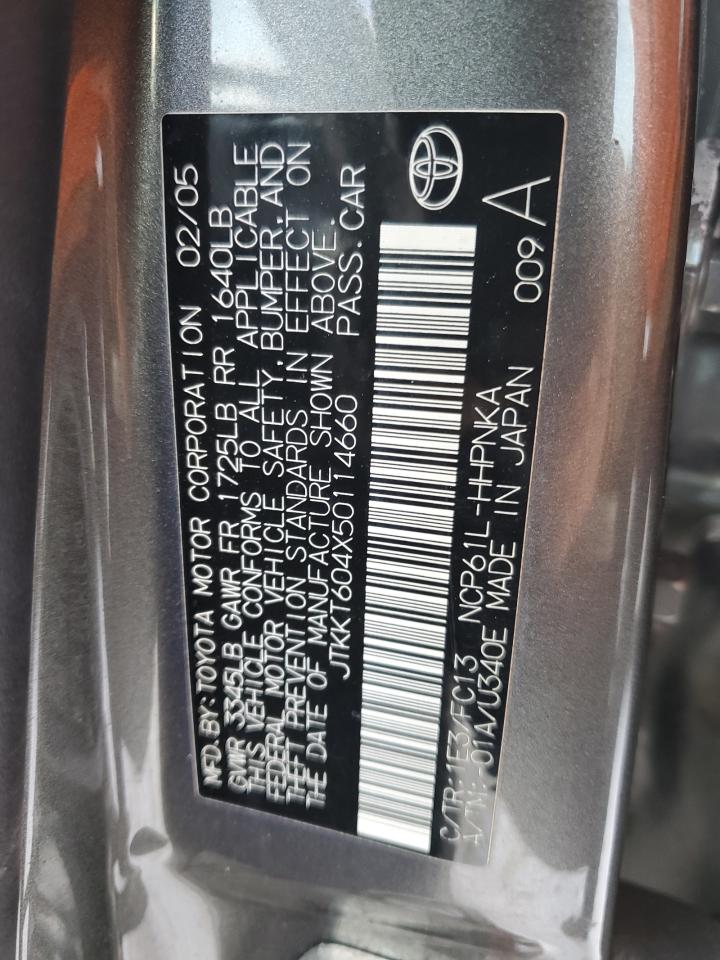 MFD.BY:TOYOTA MOTOR CORPORATION 02/05
GVWR 3345LB GAWR FR 1725LB RR 1640LB
THIS VEHICLE CONFORMS TO ALL APPLICABLE
FEDERAL MOTOR VEHICLE SAFETY,BUMPER,AND
THEFT PREVENTION STANDARDS IN EFFECT ON
THE DATE OF MANUFACTURE SHOWN ABOVE.
JTKKT604X50114660 PASS.CAR
C/TR:1E3/FC13 NCP61L-HHPNKA
A/TM:-01A/U340E MADE IN JAPAN 009 A